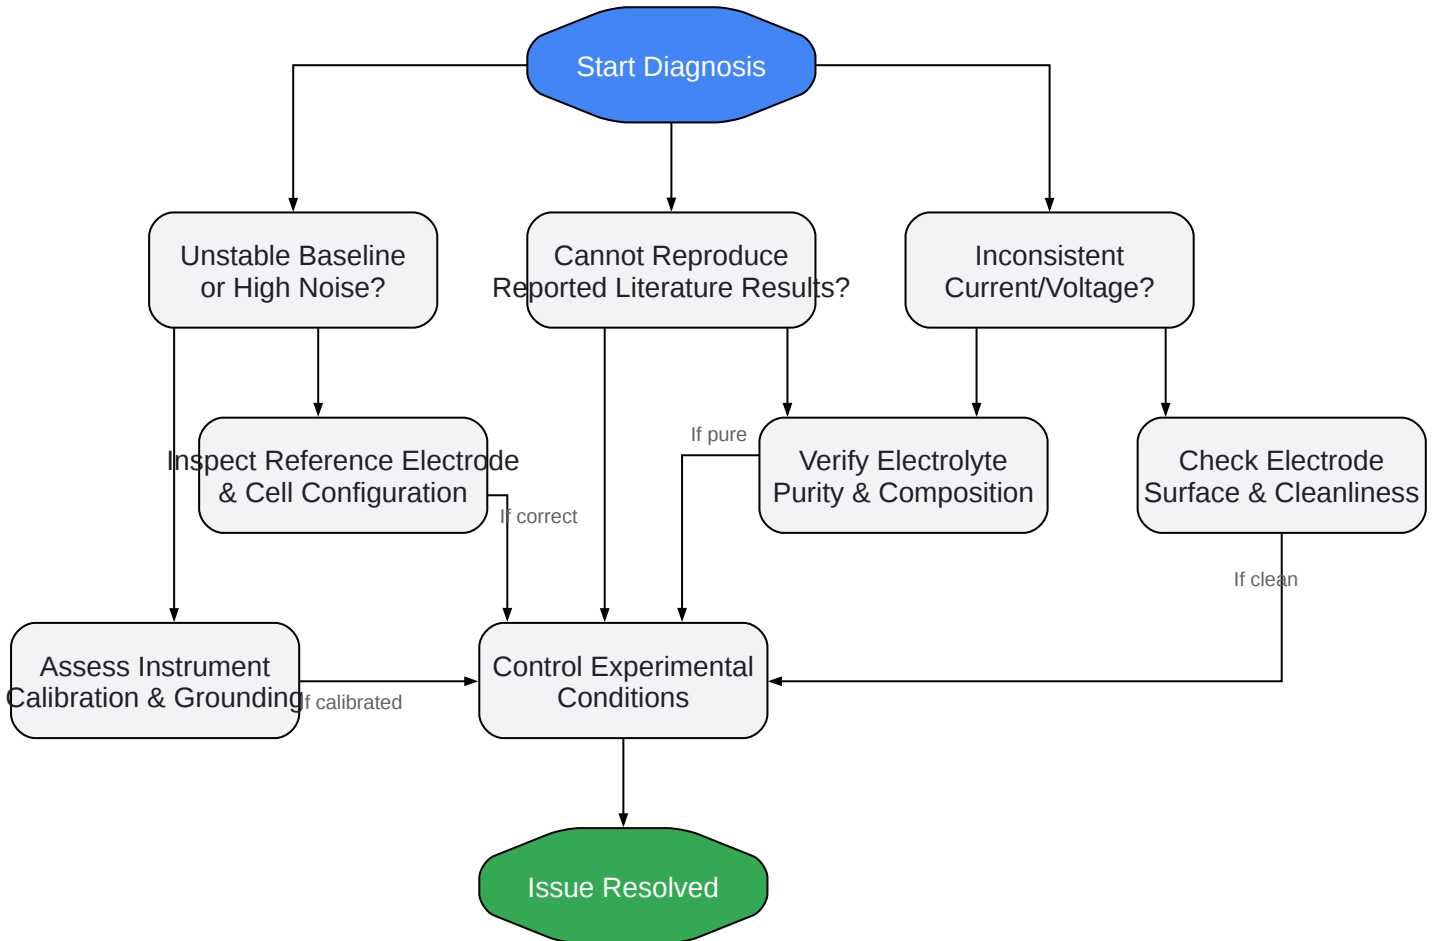 Start Diagnosis
Unstable Baseline
or High Noise?
Cannot Reproduce
Reported Literature Results?
Inconsistent
Current/Voltage?
If pure
Inspect Reference Electrode
& Cell Configuration
Verify Electrolyte
Purity & Composition
Check Electrode
Surface & Cleanliness
If correct
If clean
Assess Instrument
Calibration & Grounding
If calibrated
Control Experimental
Conditions
Issue Resolved